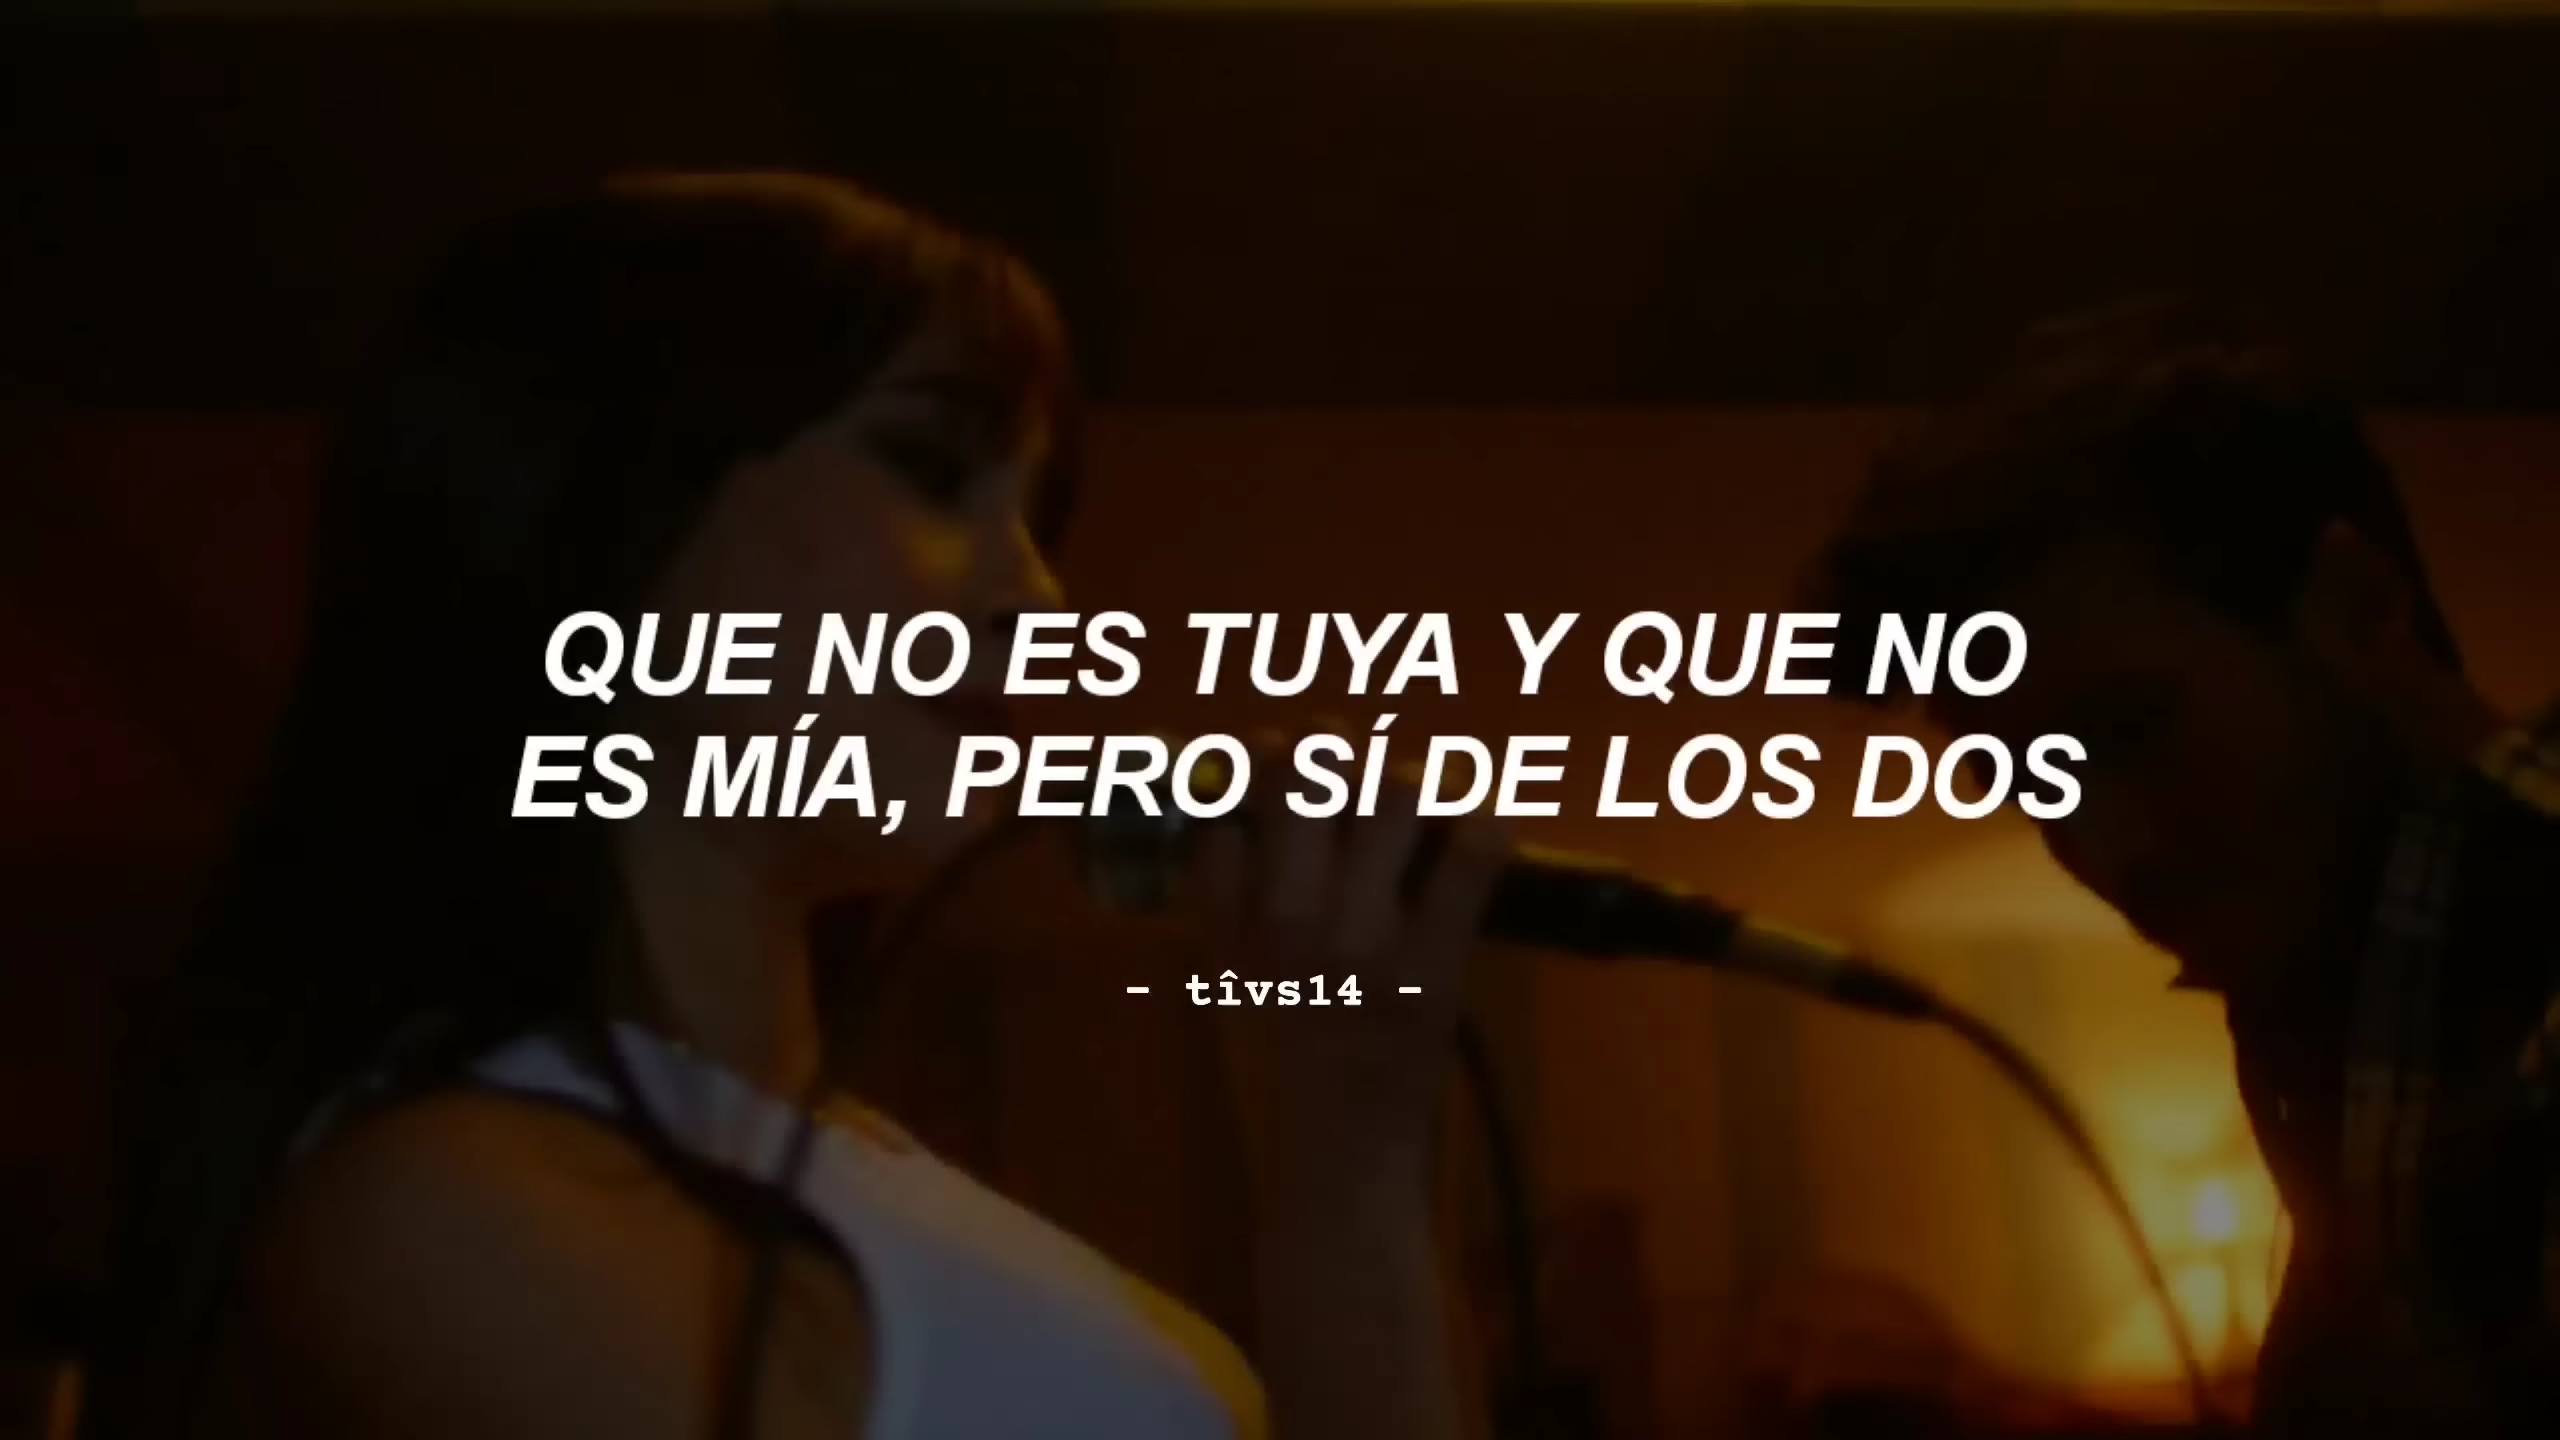 QUE NO ES TUYA Y QUE NO
ES MÍA, PERO SÍ DE LOS DOS
- tîvs14 -